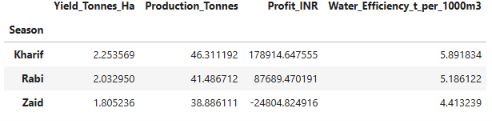 Yield_Tonnes_Ha Production_Tonnes Profit_INR Water_Efficiency_t_per_1000m3
Season
Kharif 2.253569 46.311192 178914.647555 5.891834
Rabi 2.032950 41.486712 87689.470191 5.186122
Zaid 1.805236 38.886111 -24804.824916 4.413239